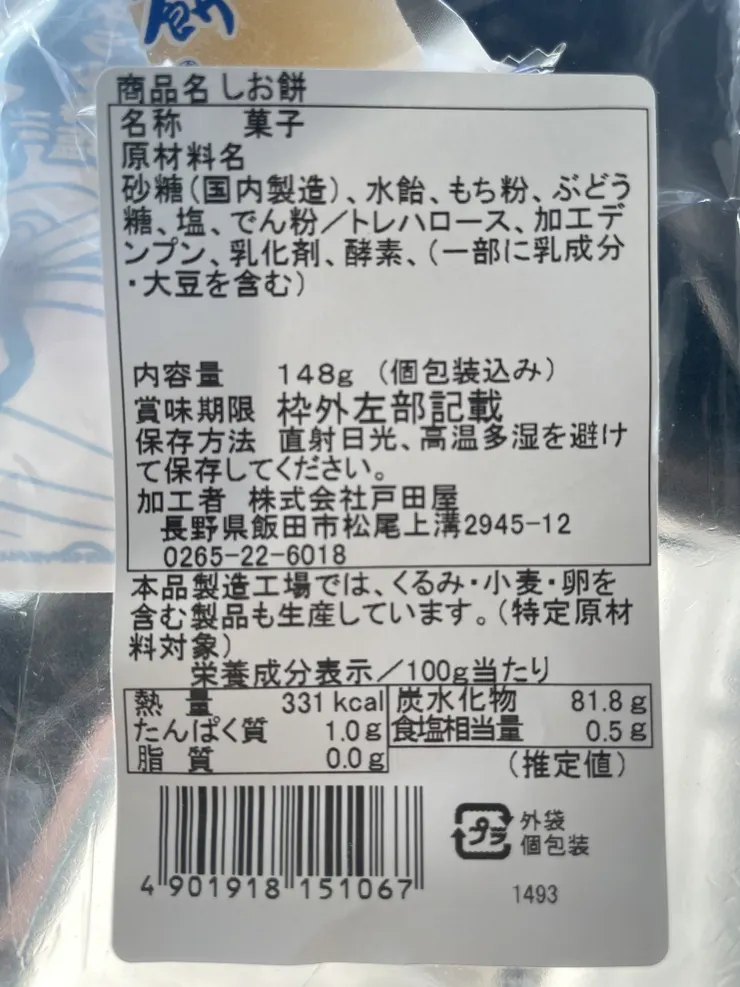 餅
商品名 しお餅
名称 菓子
原材料名
砂糖(国内製造)、水飴、もち粉、ぶどう
糖、塩、でん粉/トレハロース、加工デ
ンプン、乳化剤、酵素、(一部に乳成分
・大豆を含む)
内容量 148g (個包装込み)
賞味期限 枠外左部記載
保存方法 直射日光、高温多湿を避け
て保存してください。
加工者 株式会社戸田屋
長野県飯田市松尾上溝2945-12
0265-22-6018
本品製造工場では、くるみ・小麦・卵を
含む製品も生産しています。(特定原材
料対象)
栄養成分表示/100g当たり
熱量 331kcal 炭水化物 81.8g
たんぱく質 1.0g 食塩相当量 0.5g
脂質 0.0g (推定値)
プラ 外袋
個包装
4 901918 151067
1493